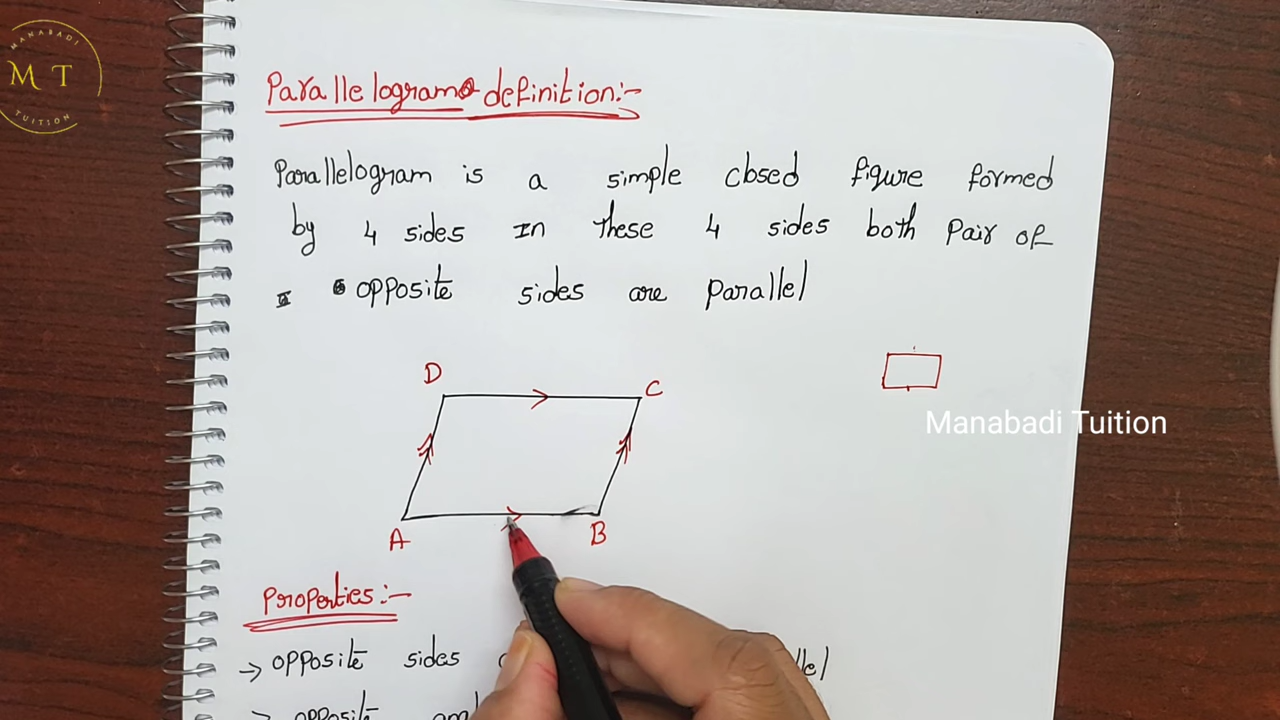 MANABADI
M T
TUITION
Parallelogram definition:-
Parallelogram is a simple closed figure formed
by 4 sides In these 4 sides both Pair of
opposite sides are parallel
D
C
Manabadi Tuition
A
B
Properties:-
→ opposite sides
→ opposite